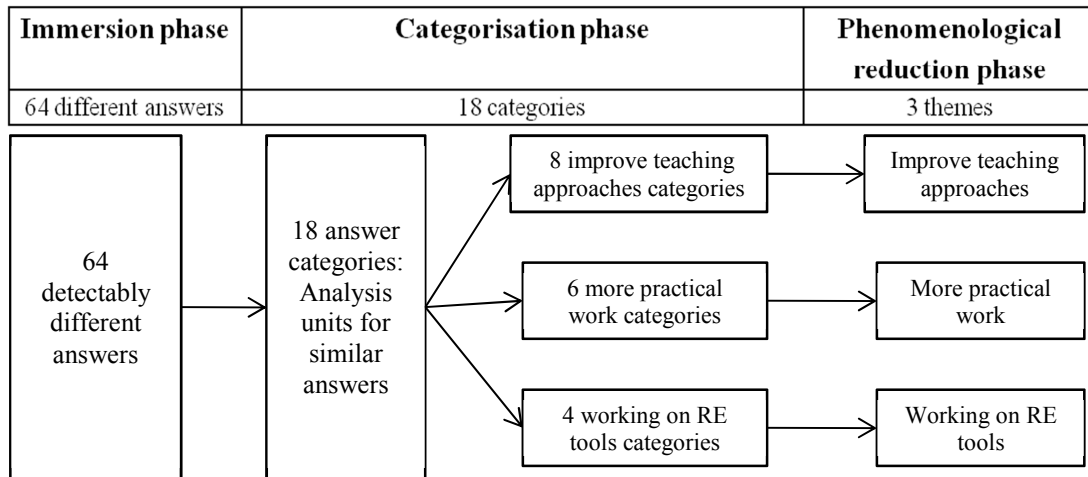 Immersion phase
Categorisation phase
Phenomenological
reduction phase
64 different answers
18 categories
3 themes
64
detectably
different
answers
18 answer
categories:
Analysis
units for
similar
answers
8 improve teaching
approaches categories
Improve teaching
approaches
6 more practical
work categories
More practical
work
4 working on RE
tools categories
Working on RE
tools